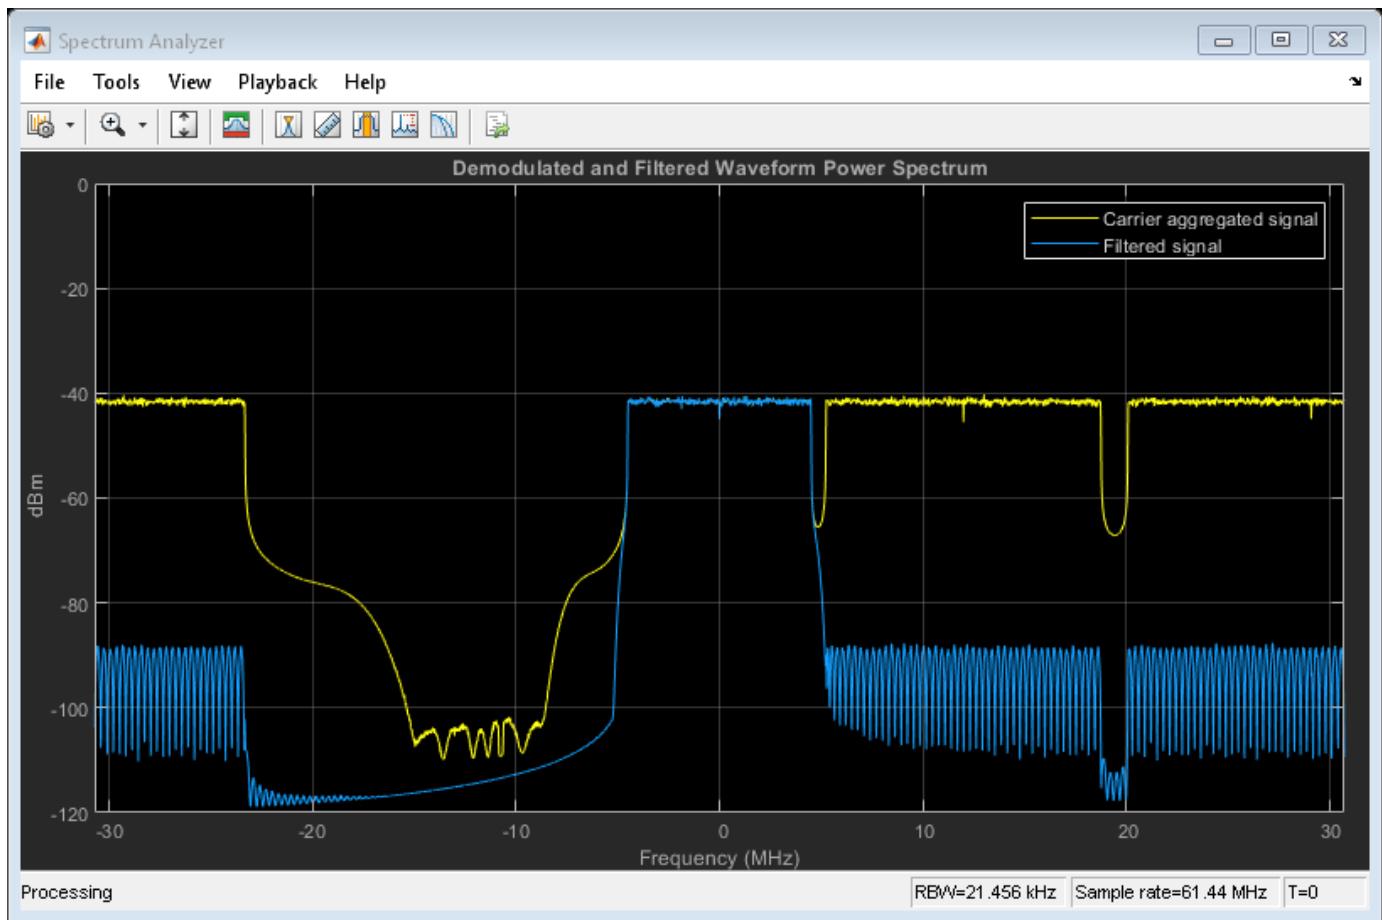 Spectrum Analyzer
File Tools View Playback Help
Demodulated and Filtered Waveform Power Spectrum
0
Carrier aggregated signal
Filtered signal
-20
-40
dBm
-60
-80
-100
-120
-30 -20 -10 0 10 20 30
Frequency (MHz)
Processing RBW=21.456 kHz Sample rate=61.44 MHz T=0